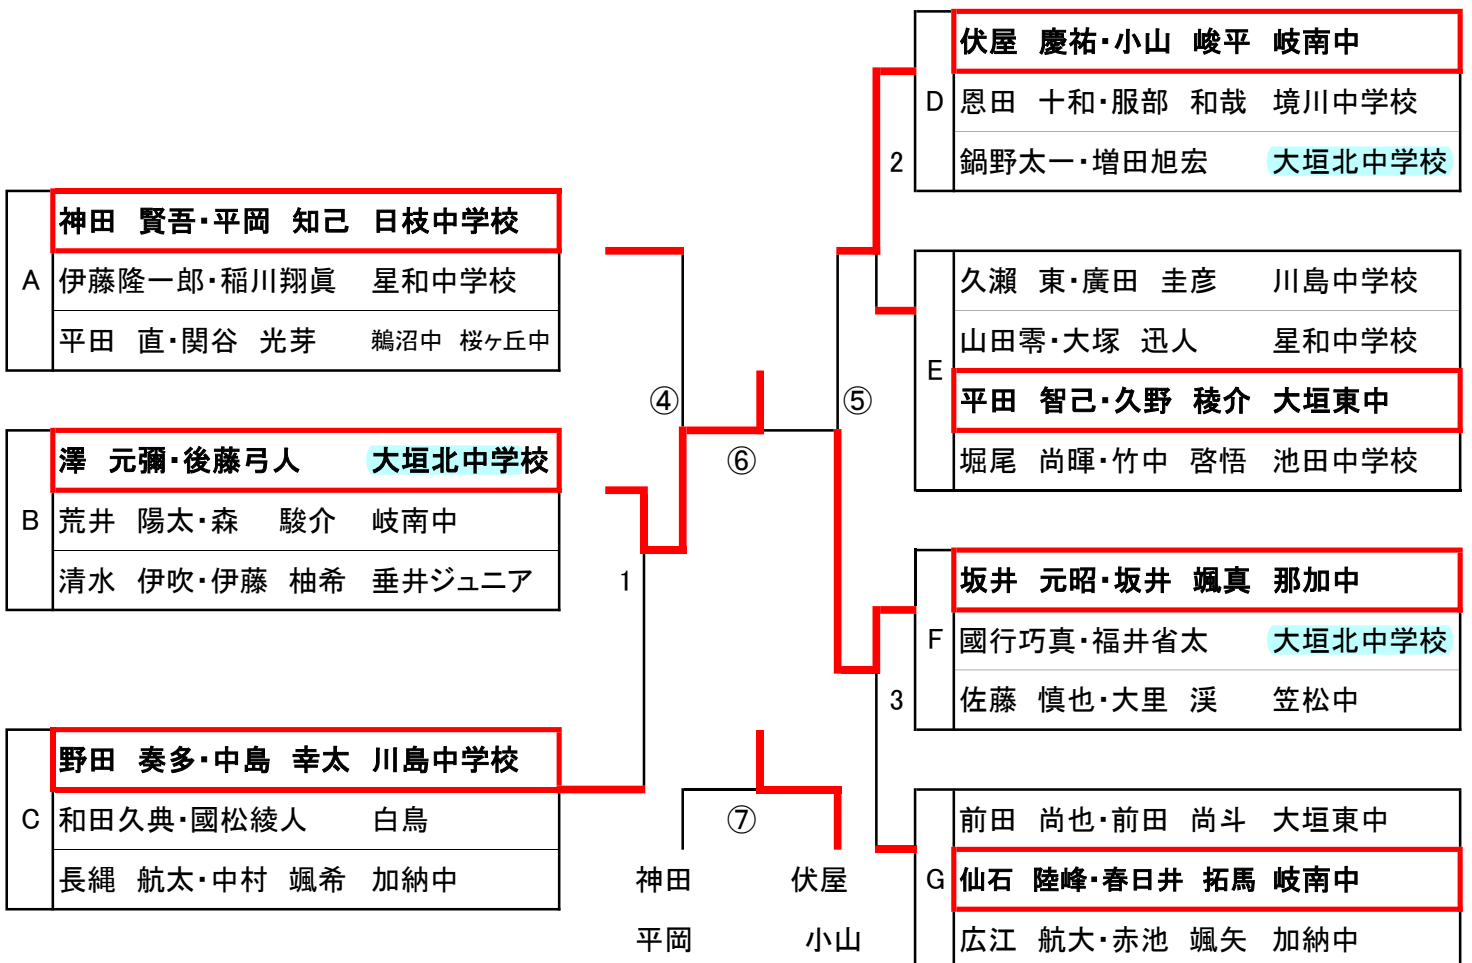 A
神田 賢吾・平岡 知己 日枝中学校
伊藤隆一郎・稲川翔眞 星和中学校
平田 直・関谷 光芽 鵜沼中 桜ヶ丘中
B
澤 元彌・後藤弓人 大垣北中学校
荒井 陽太・森 駿介 岐南中
清水 伊吹・伊藤 柚希 垂井ジュニア
C
野田 奏多・中島 幸太 川島中学校
和田久典・國松綾人 白鳥
長縄 航太・中村 颯希 加納中
④
⑥
⑤
1
2
3
⑦
神田 伏屋
平岡 小山
D
伏屋 慶祐・小山 峻平 岐南中
恩田 十和・服部 和哉 境川中学校
鍋野太一・増田旭宏 大垣北中学校
E
久瀬 東・廣田 圭彦 川島中学校
山田零・大塚 迅人 星和中学校
平田 智己・久野 稜介 大垣東中
堀尾 尚暉・竹中 啓悟 池田中学校
F
坂井 元昭・坂井 颯真 那加中
國行巧真・福井省太 大垣北中学校
佐藤 慎也・大里 渓 笠松中
G
前田 尚也・前田 尚斗 大垣東中
仙石 陸峰・春日井 拓馬 岐南中
広江 航大・赤池 颯矢 加納中